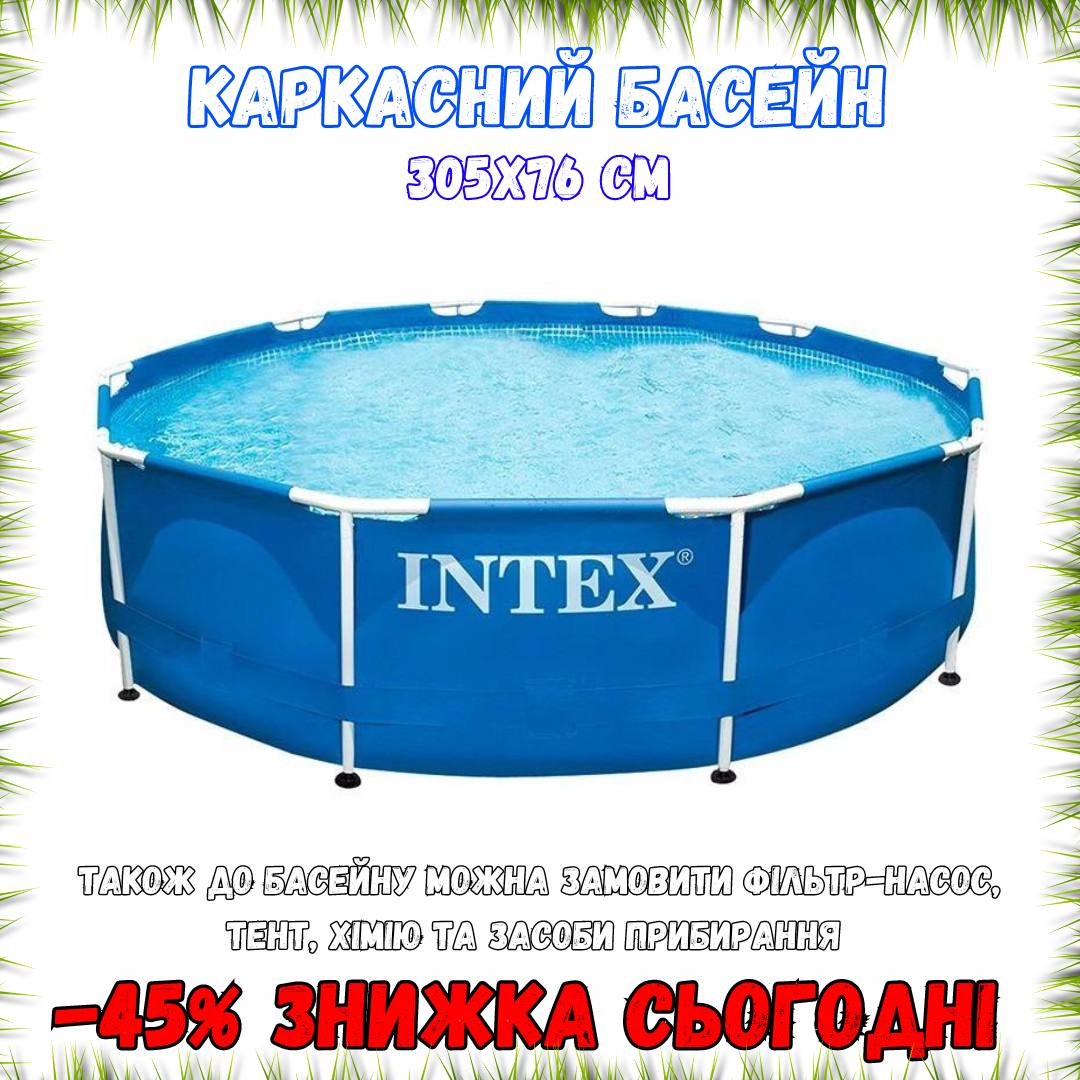 КАРКАСНИЙ БАСЕЙН
305Х76 СМ
INTEX®
ТАКОЖ ДО БАСЕЙНУ МОЖНА ЗАМОВИТИ ФІЛЬТР-НАСОС,
ТЕНТ, ХІМІЮ ТА ЗАСОБИ ПРИБИРАННЯ
-45% ЗНИЖКА СЬОГОДНІ